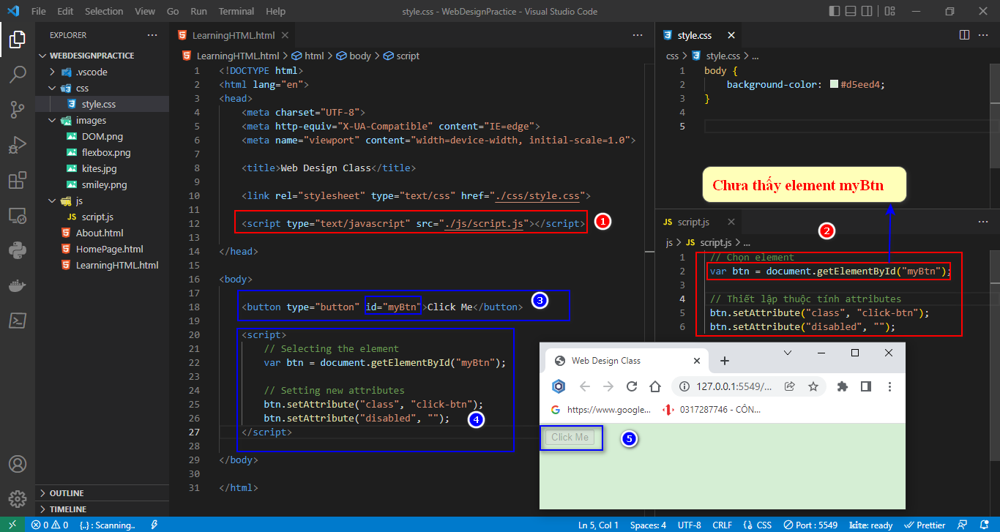 File Edit Selection View Go Run Terminal Help
style.css - WebDesignPractice - Visual Studio Code
EXPLORER
WEBDESIGNPRACTICE
.vscode
css
style.css
images
DOM.png
flexbox.png
kites.jpg
smiley.png
js
JS script.js
About.html
HomePage.html
LearningHTML.html
OUTLINE
TIMELINE
LearningHTML.html
LearningHTML.html > html > body > script
1 <!DOCTYPE html>
2 <html lang="en">
3 <head>
4 <meta charset="UTF-8">
5 <meta http-equiv="X-UA-Compatible" content="IE=edge">
6 <meta name="viewport" content="width=device-width, initial-scale=1.0">
7
8 <title>Web Design Class</title>
9
10 <link rel="stylesheet" type="text/css" href="./css/style.css">
11
12 <script type="text/javascript" src="./js/script.js"></script> 1
13
14 </head>
15
16 <body>
17
18 <button type="button" id="myBtn">Click Me</button> 3
19
20 <script>
21 // Selecting the element
22 var btn = document.getElementById("myBtn");
23
24 // Setting new attributes
25 btn.setAttribute("class", "click-btn");
26 btn.setAttribute("disabled", ""); 4
27 </script>
28
29 </body>
30
31 </html>
style.css
css > style.css > ...
1 body {
2 background-color: #d5eed4;
3 }
4
5
Chưa thấy element myBtn
JS script.js
2
js > JS script.js > ...
1 // Chọn element
2 var btn = document.getElementById("myBtn");
3
4 // Thiết lập thuộc tính attributes
5 btn.setAttribute("class", "click-btn");
6 btn.setAttribute("disabled", "");
Web Design Class
127.0.0.1:5549/...
G https://www.google... 0317287746 - CÔN...
Click Me 5
0 0 {..} : Scanning..
Ln 5, Col 1 Spaces: 4 UTF-8 CRLF {} CSS Port : 5549 kite: ready Prettier